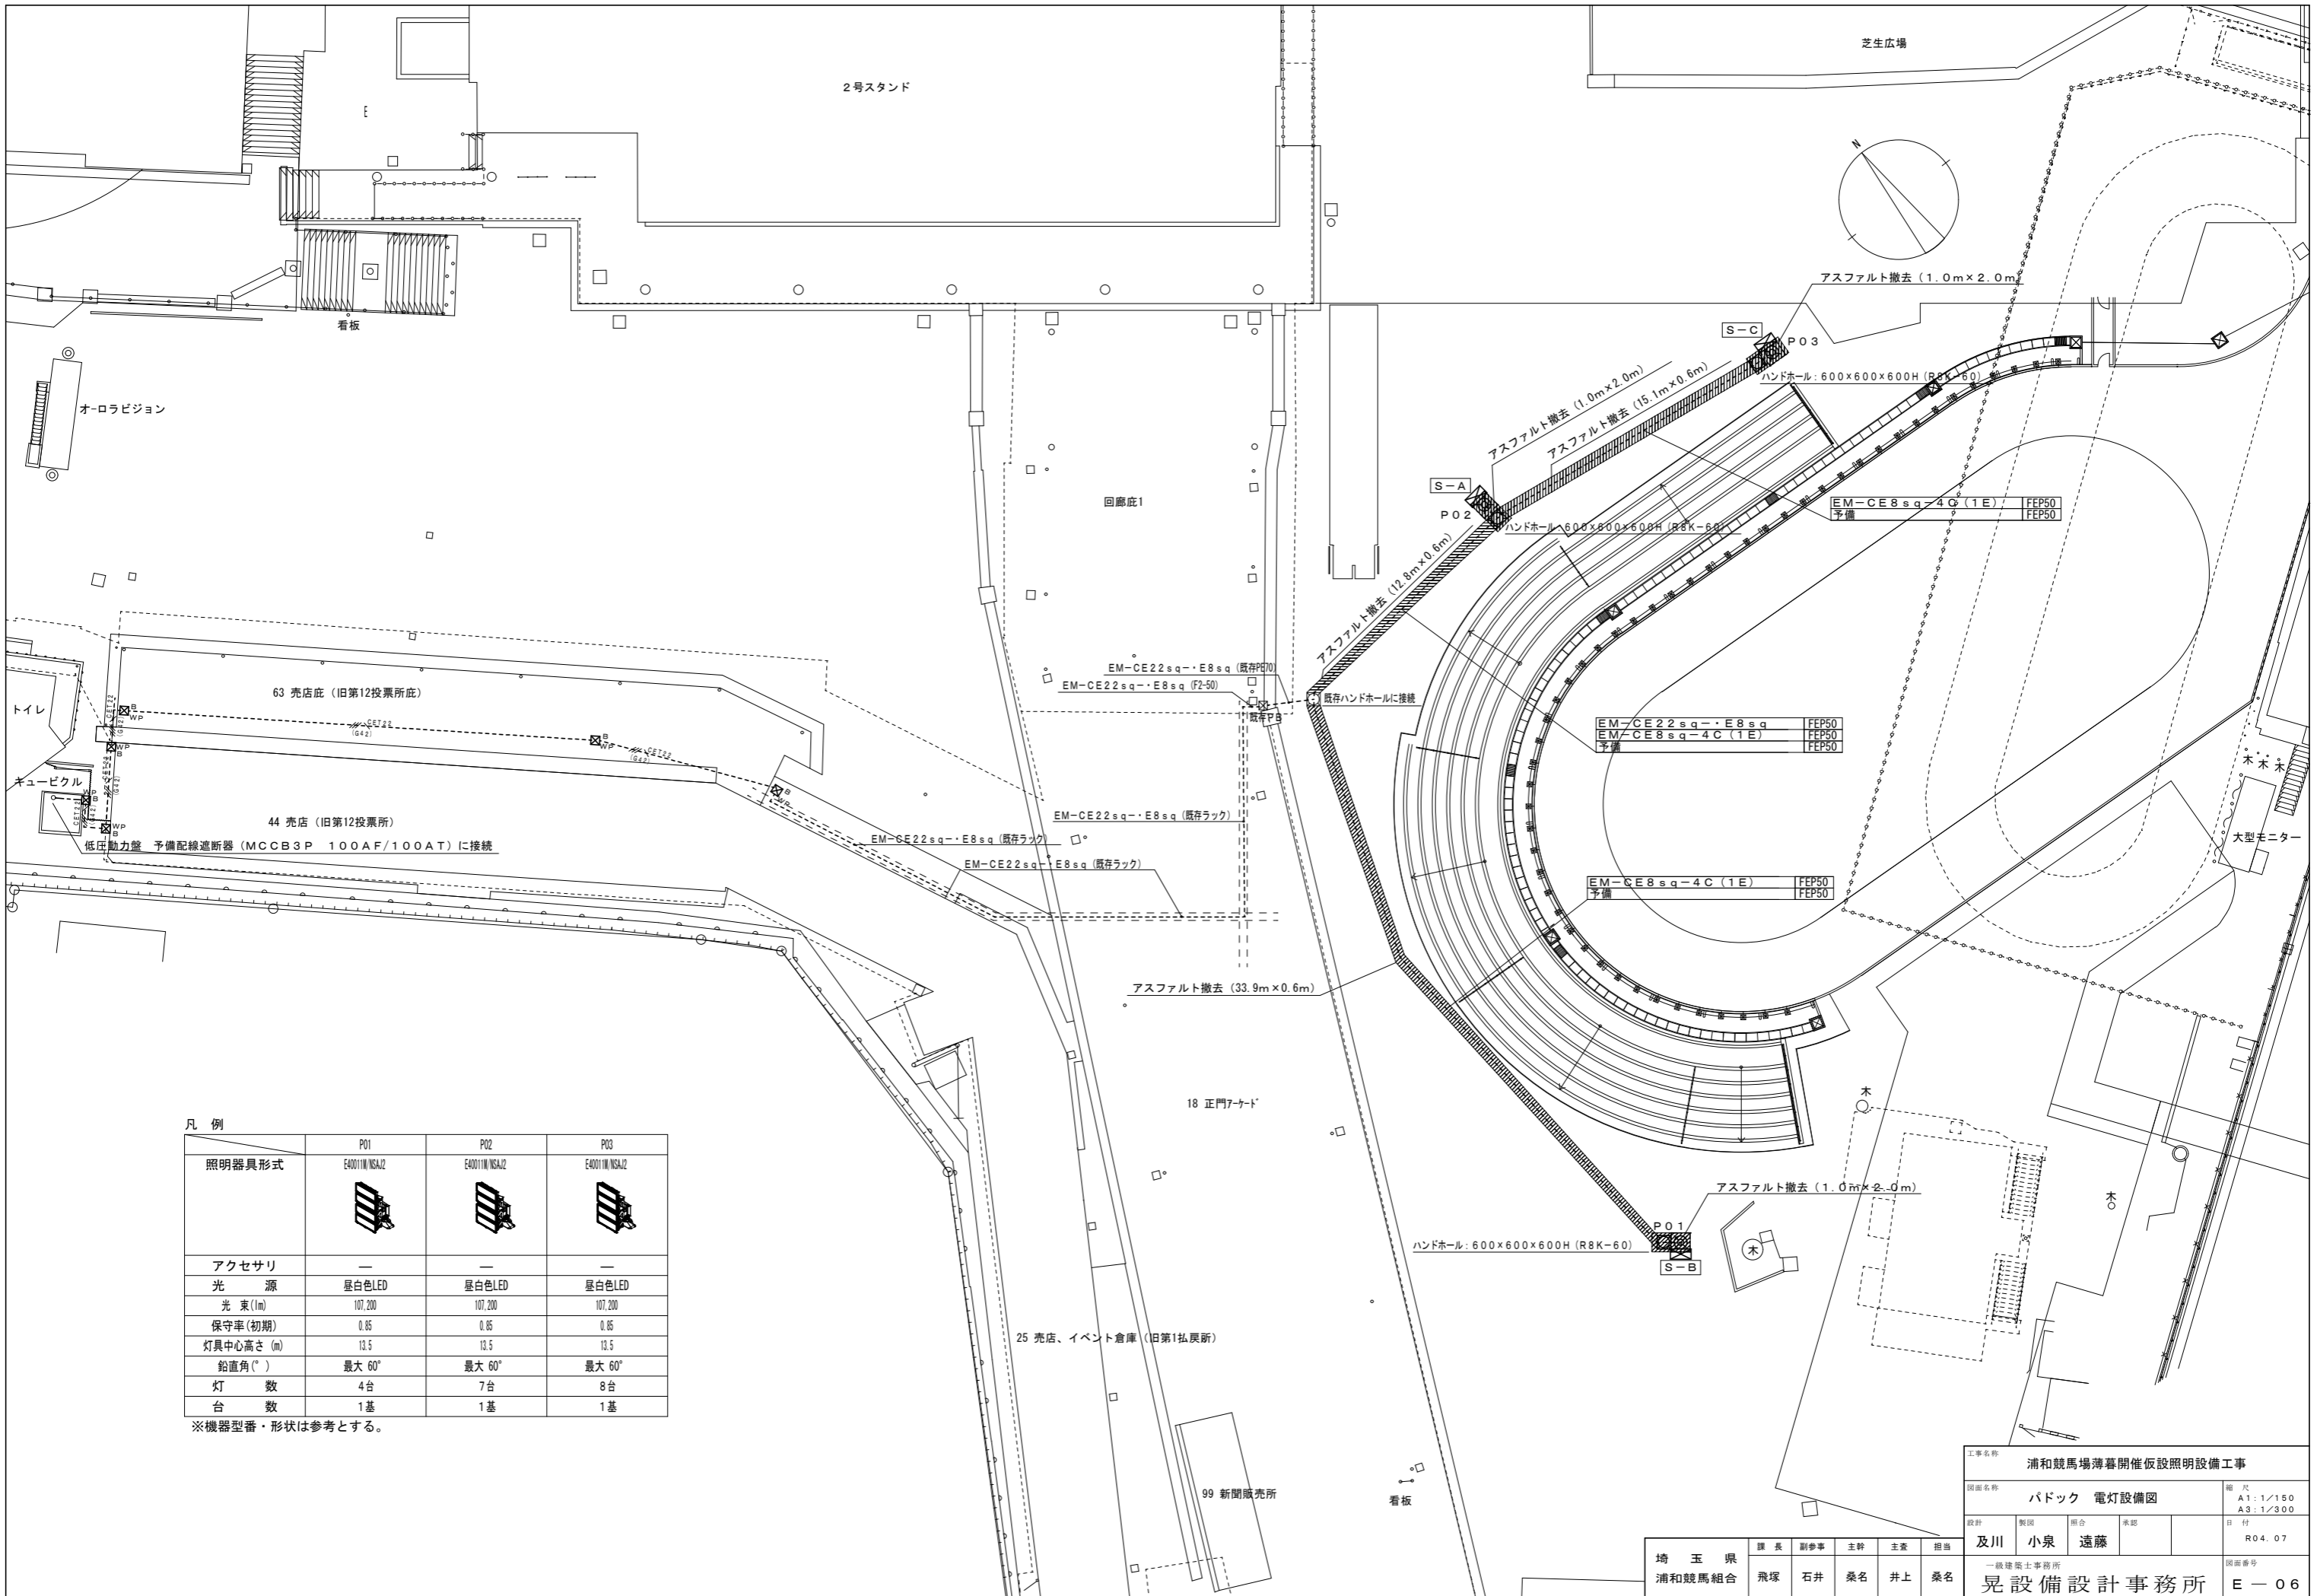 芝生広場
2号スタンド
E
N
アスファルト撤去（1.0m×2.0m）
看板
S－C
P03
ハンドホール：600×600×600H（R8K-60）
オーロラビジョン
アスファルト撤去（1.0m×2.0m）
アスファルト撤去（15.1m×0.6m）
回廊庇1
S－A
P02
ハンドホール：600×600×600H（R8K-60）
EM－CE8sq－4C（1E） FEP50
予備 FEP50
アスファルト撤去（12.8m×0.6m）
EM－CE22sq－・E8sq（既存PE70）
EM－CE22sq－・E8sq（F2-50）
既存PB
既存ハンドホールに接続
63 売店庇（旧第12投票所庇）
トイレ
B
WP
CET22
(G42)
B
WP
CET22
(G42)
CET22
(G42)
WP
B
CET22
(G42)
B
WP
EM－CE22sq－・E8sq FEP50
EM－CE8sq－4C（1E） FEP50
予備 FEP50
木 木 木
大型モニター
キュービクル
WP
B
CET22
(G42)
WP
B
44 売店（旧第12投票所）
低圧動力盤 予備配線遮断器（MCCB3P 100AF/100AT）に接続
EM－CE22sq－・E8sq（既存ラック）
EM－CE22sq－・E8sq（既存ラック）
EM－CE22sq－・E8sq（既存ラック）
EM－CE8sq－4C（1E） FEP50
予備 FEP50
アスファルト撤去（33.9m×0.6m）
18 正門アーケード
木
木
アスファルト撤去（1.0m×2.0m）
P01
ハンドホール：600×600×600H（R8K-60）
S－B
木
25 売店、イベント倉庫（旧第1払戻所）
99 新聞販売所
看板
凡 例
P01 P02 P03
照明器具形式 E40011W/NSAJ2 E40011W/NSAJ2 E40011W/NSAJ2
アクセサリ — — —
光 源 昼白色LED 昼白色LED 昼白色LED
光 束(lm) 107,200 107,200 107,200
保守率(初期) 0.85 0.85 0.85
灯具中心高さ (m) 13.5 13.5 13.5
鉛直角(°) 最大 60° 最大 60° 最大 60°
灯 数 4台 7台 8台
台 数 1基 1基 1基
※機器型番・形状は参考とする。
工事名称
浦和競馬場薄暮開催仮設照明設備工事
図面名称
パドック 電灯設備図
縮 尺
A1：1/150
A3：1/300
設計 製図 照合 承認
及川 小泉 遠藤
日 付
R04.07
一級建築士事務所
晃設備設計事務所
図面番号
E－06
埼 玉 県
浦和競馬組合
課 長 副参事 主幹 主査 担当
飛塚 石井 桑名 井上 桑名